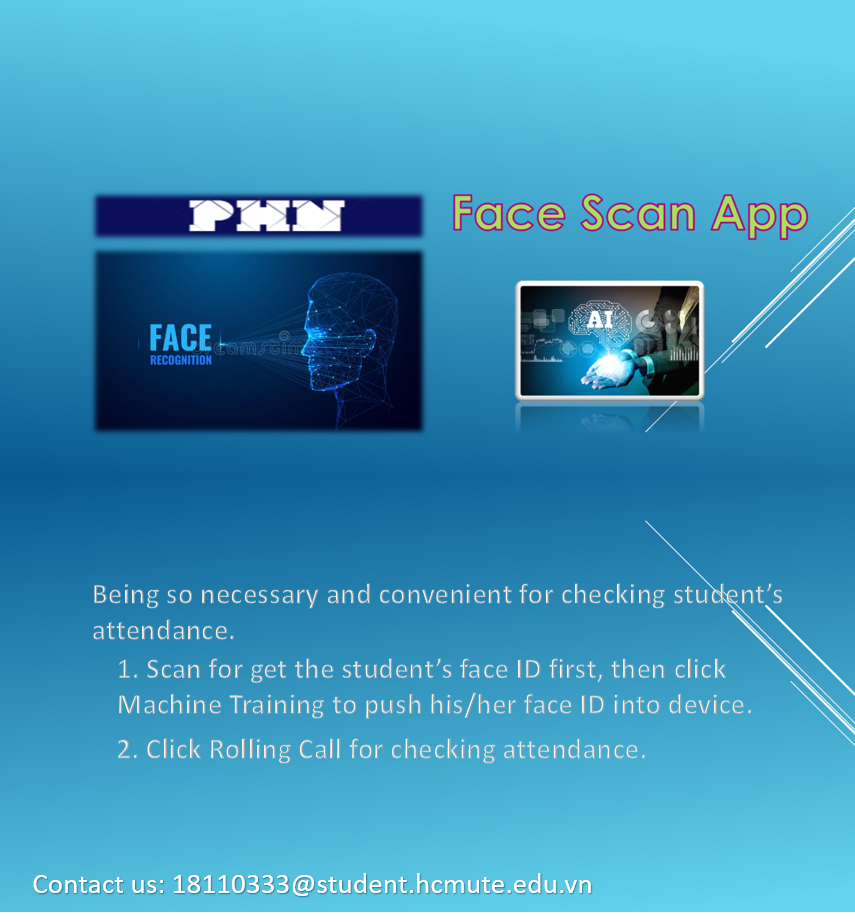 PHN
Face Scan App
FACE
RECOGNITION
AI
Being so necessary and convenient for checking student’s
attendance.
1. Scan for get the student’s face ID first, then click
Machine Training to push his/her face ID into device.
2. Click Rolling Call for checking attendance.
Contact us: 18110333@student.hcmute.edu.vn